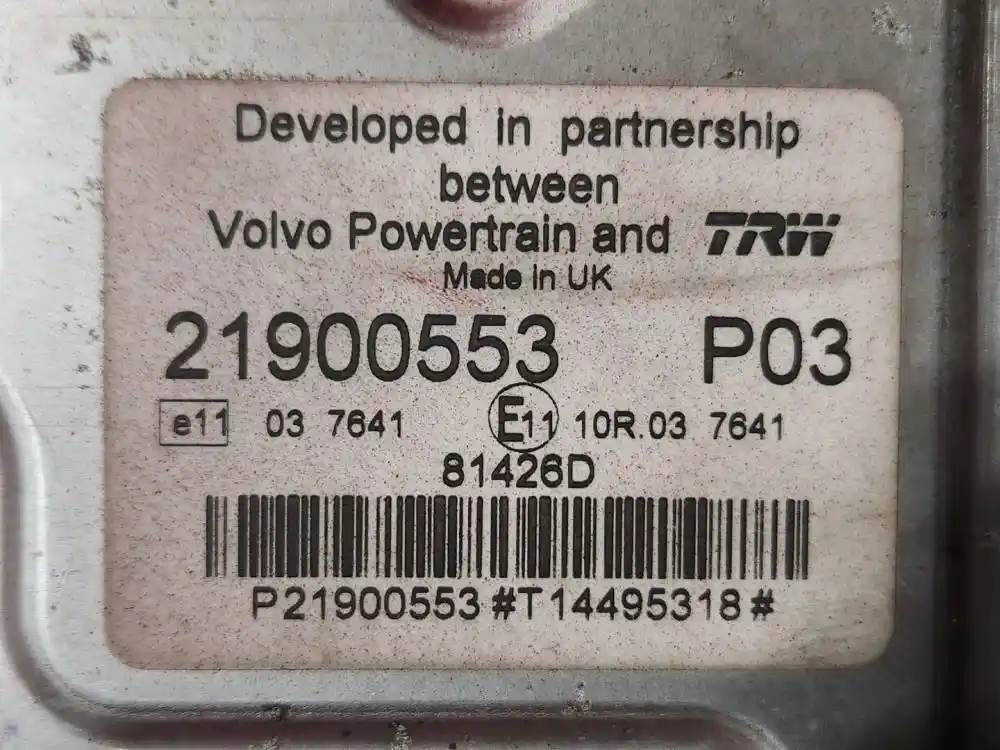 Developed in partnership
between
Volvo Powertrain and TRW
Made in UK
21900553 P03
e11 03 7641 E11 10R.03 7641
81426D
P21900553#T14495318#